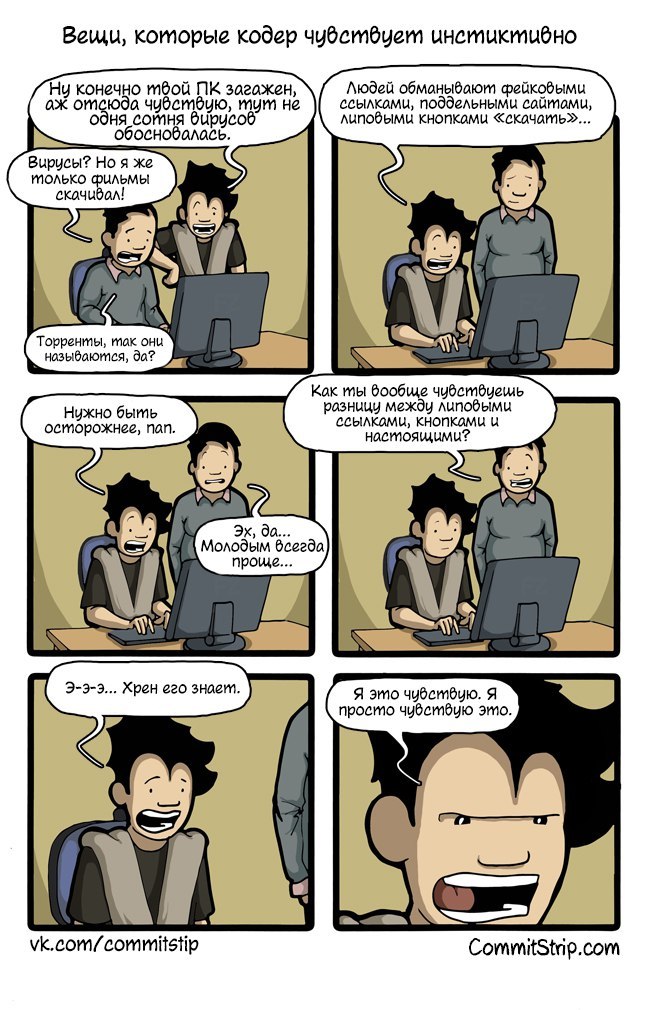 Вещи, которые кодер чувствует инстиктивно
Ну конечно твой ПК загажен,
аж отсюда чувствую, тут не
одня сотня вирусов
обосновалась.
Вирусы? Но я же
только фильмы
скачивал!
Торренты, так они
называются, да?
Людей обманывают фейковыми
ссылками, поддельными сайтами,
липовыми кнопками «скачать»...
Нужно быть
осторожнее, пап.
Эх, да...
Молодым всегда
проще...
Как ты вообще чувствуешь
разницу между липовыми
ссылками, кнопками и
настоящими?
Э-э-э... Хрен его знает.
Я это чувствую. Я
просто чувствую это.
vk.com/commitstip
CommitStrip.com